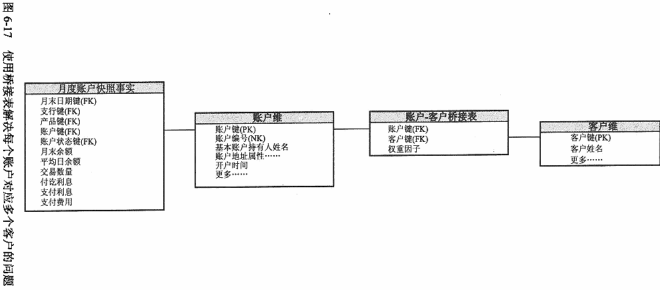 图 6-17 使用桥接表解决每个账户对应多个客户的问题
月度账户快照事实
月末日期键(FK)
支行键(FK)
产品键(FK)
账户键(FK)
账户状态键(FK)
月末余额
平均日余额
交易数量
付讫利息
支付利息
支付费用
账户维
账户键(PK)
账户编号(NK)
基本账户持有人姓名
账户地址属性……
开户时间
更多……
账户-客户桥接表
账户键(FK)
客户键(FK)
权重因子
客户维
客户键(PK)
客户姓名
更多……